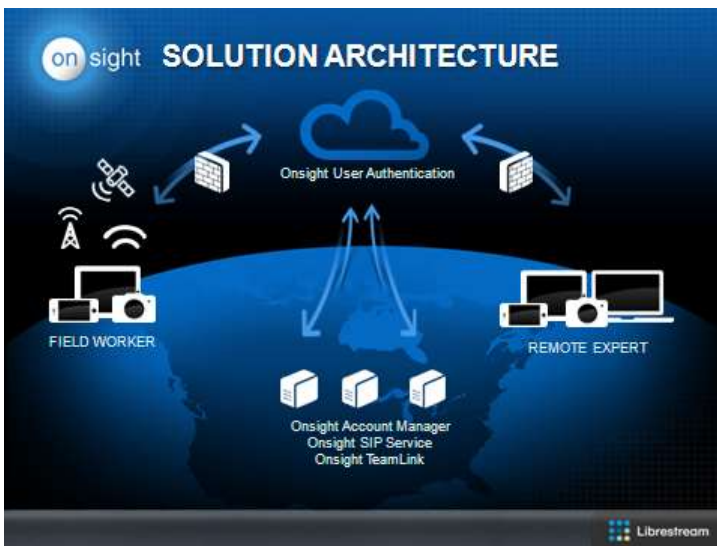 on sight SOLUTION ARCHITECTURE
Onsight User Authentication
FIELD WORKER
REMOTE EXPERT
Onsight Account Manager
Onsight SIP Service
Onsight TeamLink
Librestream